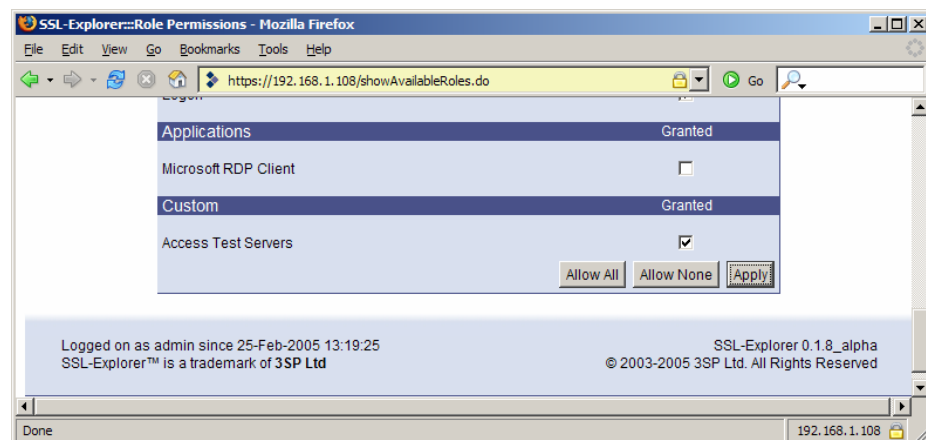 SSL-Explorer:::Role Permissions - Mozilla Firefox
File Edit View Go Bookmarks Tools Help
https://192.168.1.108/showAvailableRoles.do Go
Logon
Applications Granted
Microsoft RDP Client
Custom Granted
Access Test Servers
Allow All Allow None Apply
Logged on as admin since 25-Feb-2005 13:19:25 SSL-Explorer 0.1.8_alpha
SSL-Explorer™ is a trademark of 3SP Ltd © 2003-2005 3SP Ltd. All Rights Reserved
Done 192.168.1.108